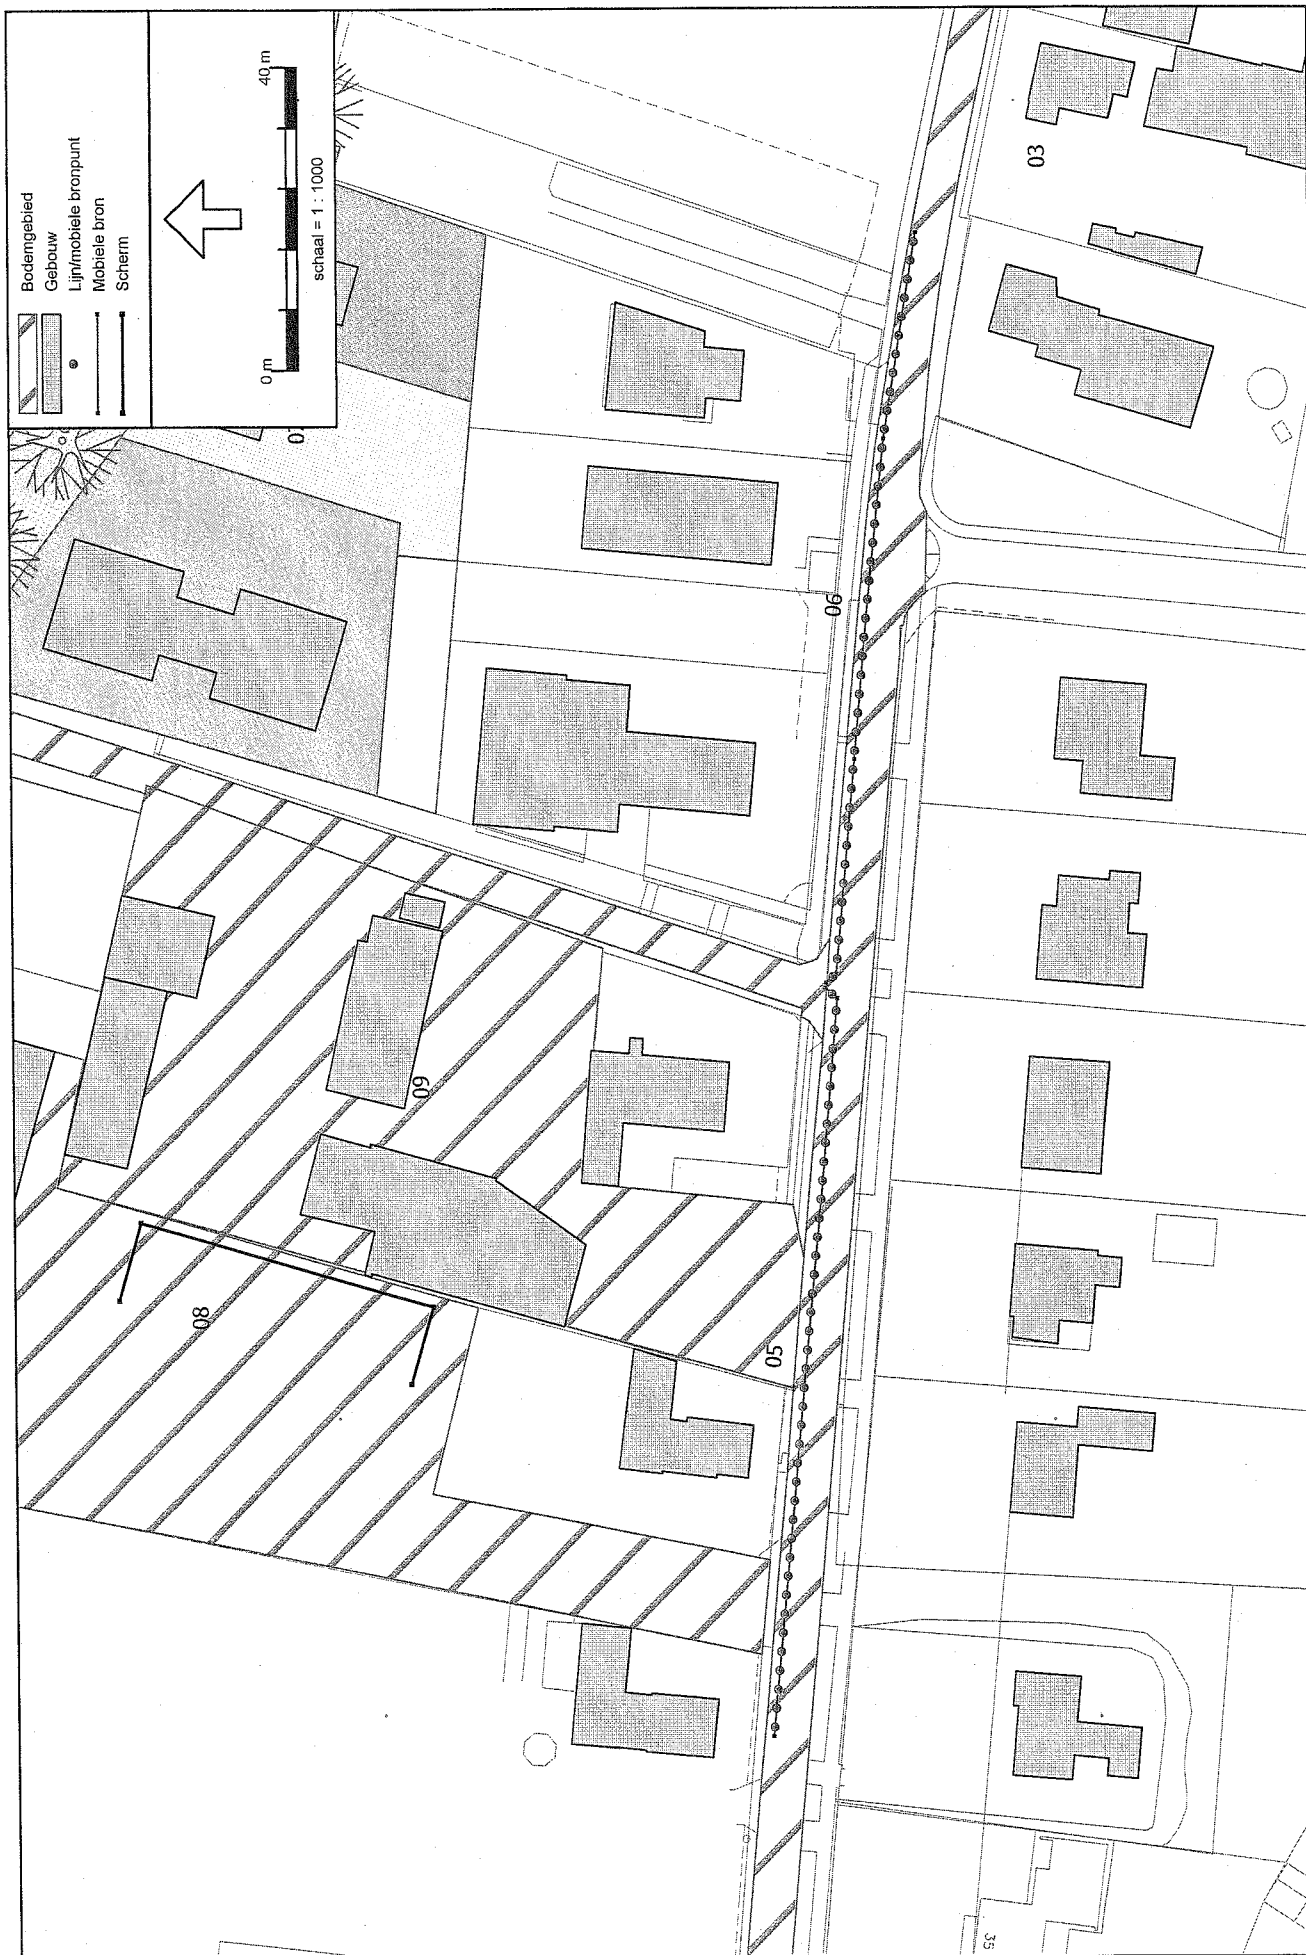 Bodemgebied
Gebouw
Lijn/mobiele bronpunt
Mobiele bron
Scherm
0 m
40 m
schaal = 1 : 1000
03
06
09
08
05
35